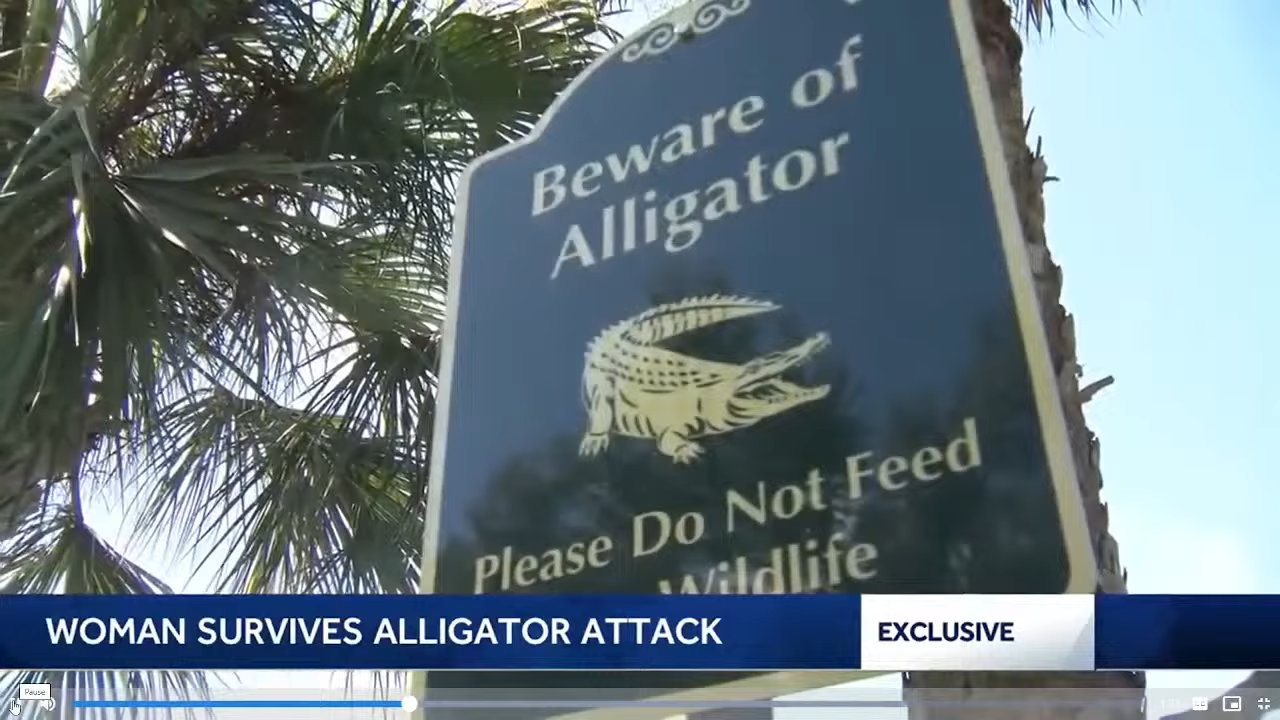 Beware of
Alligator
Please Do Not Feed
Wildlife
WOMAN SURVIVES ALLIGATOR ATTACK
EXCLUSIVE
Pause